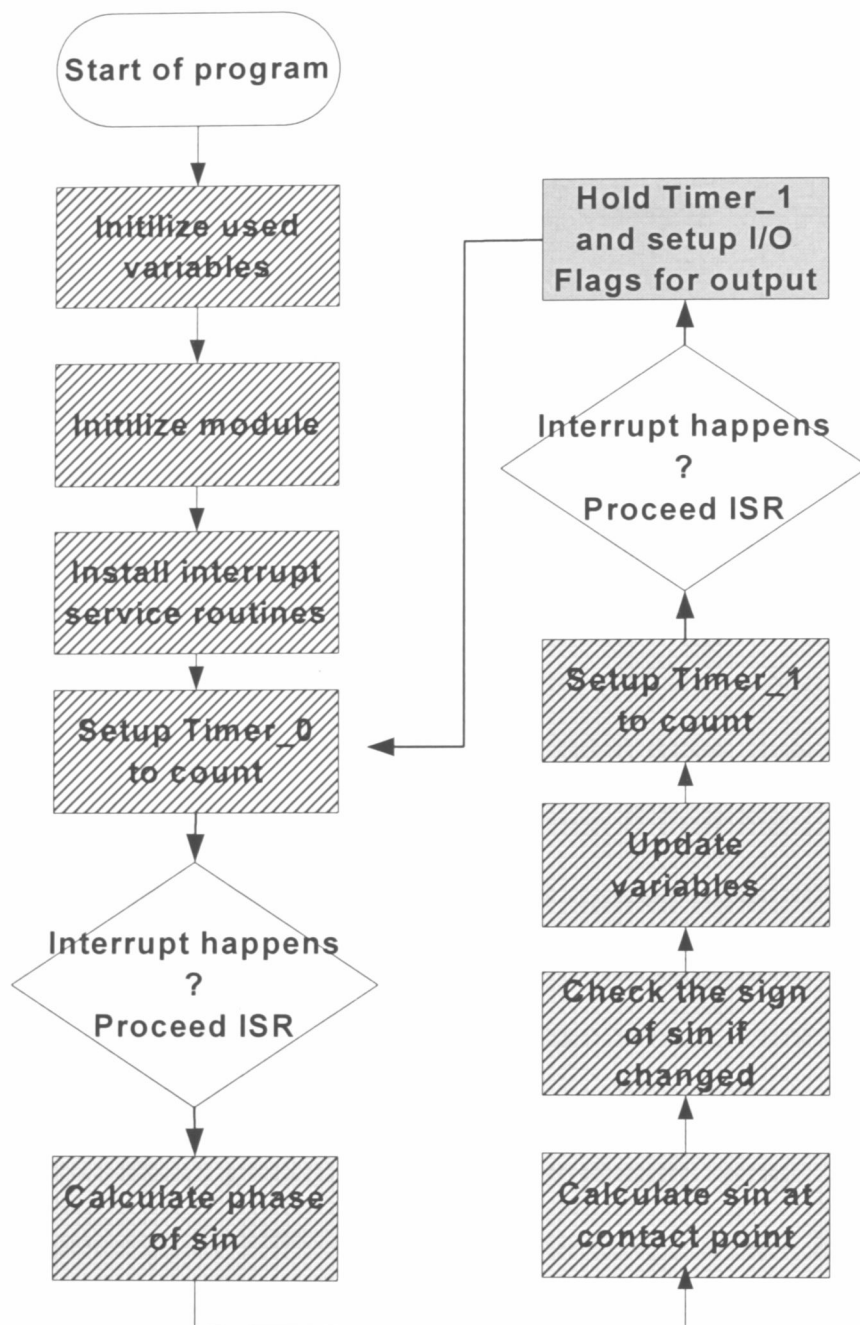 Start of program
Initilize used
variables
Initilize module
Install interrupt
service routines
Setup Timer_0
to count
Interrupt happens
?
Proceed ISR
Calculate phase
of sin
Hold Timer_1
and setup I/O
Flags for output
Interrupt happens
?
Proceed ISR
Setup Timer_1
to count
Update
variables
Check the sign
of sin if
changed
Calculate sin at
contact point